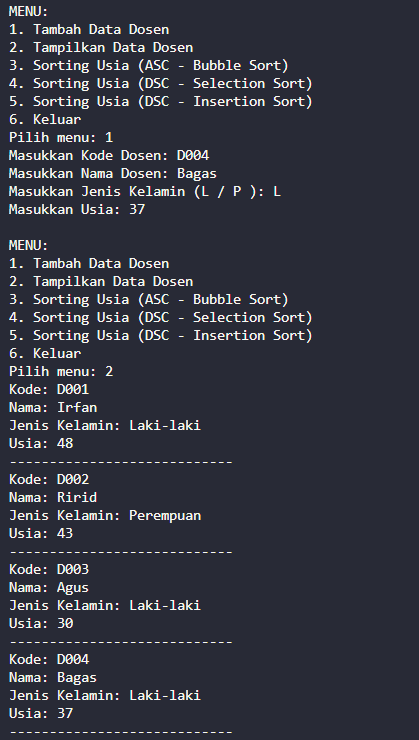 MENU:
1. Tambah Data Dosen
2. Tampilkan Data Dosen
3. Sorting Usia (ASC - Bubble Sort)
4. Sorting Usia (DSC - Selection Sort)
5. Sorting Usia (DSC - Insertion Sort)
6. Keluar
Pilih menu: 1
Masukkan Kode Dosen: D004
Masukkan Nama Dosen: Bagas
Masukkan Jenis Kelamin (L / P ): L
Masukkan Usia: 37

MENU:
1. Tambah Data Dosen
2. Tampilkan Data Dosen
3. Sorting Usia (ASC - Bubble Sort)
4. Sorting Usia (DSC - Selection Sort)
5. Sorting Usia (DSC - Insertion Sort)
6. Keluar
Pilih menu: 2
Kode: D001
Nama: Irfan
Jenis Kelamin: Laki-laki
Usia: 48
----------------------------
Kode: D002
Nama: Ririd
Jenis Kelamin: Perempuan
Usia: 43
----------------------------
Kode: D003
Nama: Agus
Jenis Kelamin: Laki-laki
Usia: 30
----------------------------
Kode: D004
Nama: Bagas
Jenis Kelamin: Laki-laki
Usia: 37
----------------------------